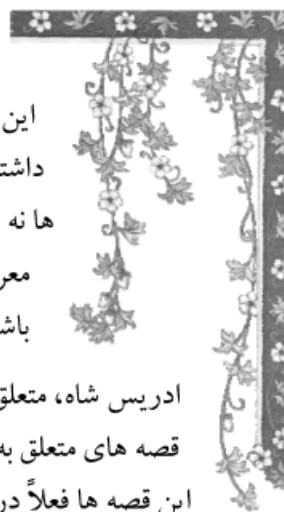 این
داشت
ها نه
معر
باش
ادریس شاه، متعلق
قصه های متعلق به
این قصه ها فعلاً در